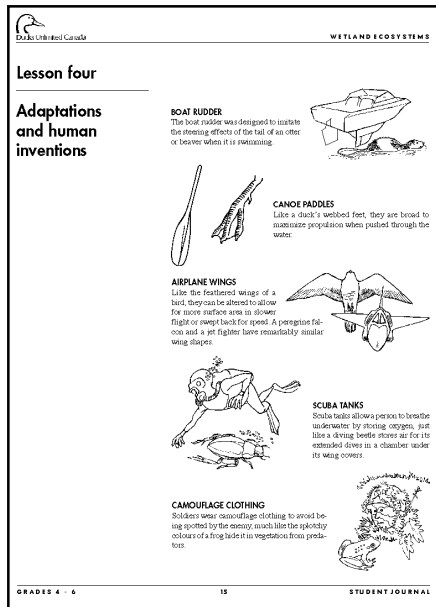 Ducks Unlimited Canada
WETLAND ECOSYSTEMS
Lesson four
Adaptations
and human
inventions
BOAT RUDDER
The boat rudder was designed to imitate
the steering effects of the tail of an otter
or beaver when it is swimming.
CANOE PADDLES
Like a duck's webbed feet, they are broad to
maximize propulsion when pushed through the
water.
AIRPLANE WINGS
Like the feathered wings of a
bird, they can be altered to allow
for more surface area in slower
flight or swept back for speed. A peregrine fal-
con and a jet fighter have remarkably similar
wing shapes.
SCUBA TANKS
Scuba tanks allow a person to breathe
underwater by storing oxygen, just
like a diving beetle stores air for its
extended dives in a chamber under
its wing covers.
CAMOUFLAGE CLOTHING
Soldiers wear camouflage clothing to avoid be-
ing spotted by the enemy, much like the splotchy
colours of a frog hide it in vegetation from preda-
tors.
GRADES 4 - 6
15
STUDENT JOURNAL